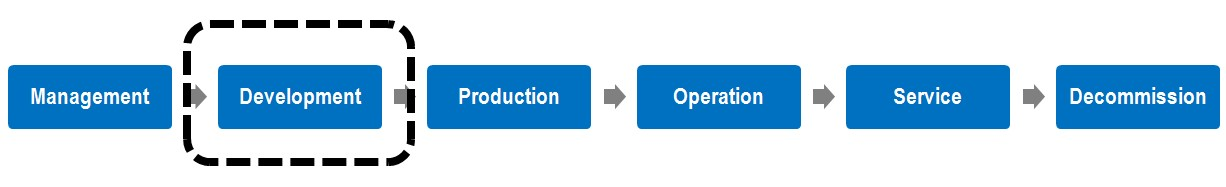 Management
Development
Production
Operation
Service
Decommission